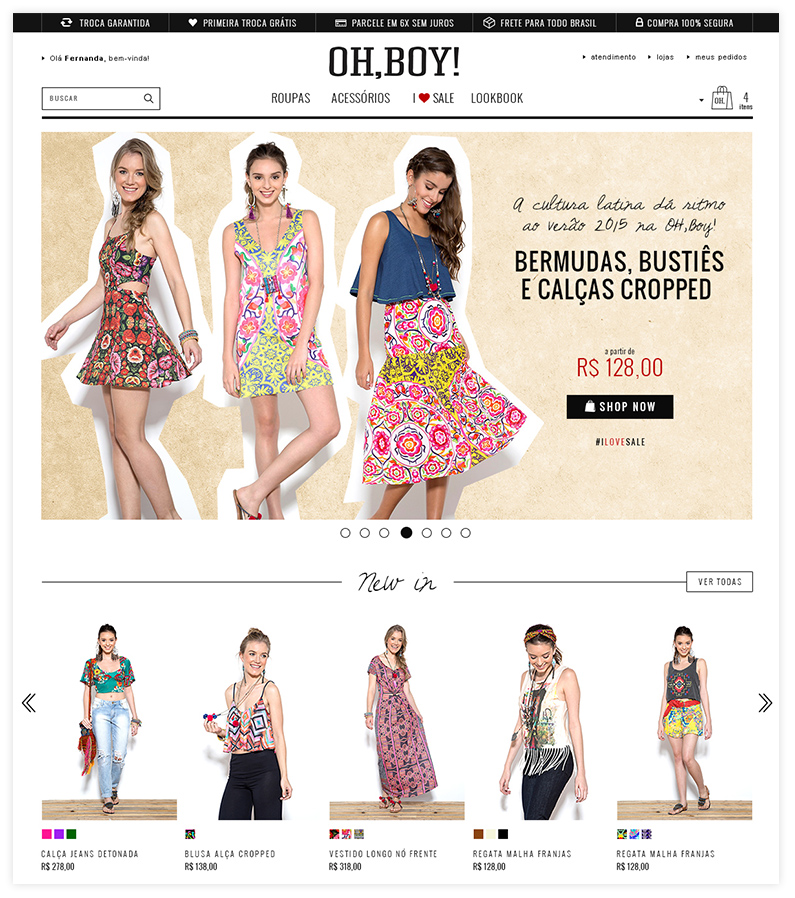 TROCA GARANTIDA
PRIMEIRA TROCA GRÁTIS
PARCELE EM 6X SEM JUROS
FRETE PARA TODO BRASIL
COMPRA 100% SEGURA
Olá Fernanda, bem-vinda!
OH,BOY!
atendimento
lojas
meus pedidos
BUSCAR
ROUPAS
ACESSÓRIOS
I ♥ SALE
LOOKBOOK
4
itens
A cultura latina dá ritmo
ao verão 2015 na OH,Boy!
BERMUDAS, BUSTIÊS
E CALÇAS CROPPED
a partir de
R$ 128,00
SHOP NOW
#ILOVESALE
New in
VER TODAS
CALÇA JEANS DETONADA
R$ 278,00
BLUSA ALÇA CROPPED
R$ 138,00
VESTIDO LONGO NÓ FRENTE
R$ 318,00
REGATA MALHA FRANJAS
R$ 128,00
REGATA MALHA FRANJAS
R$ 128,00